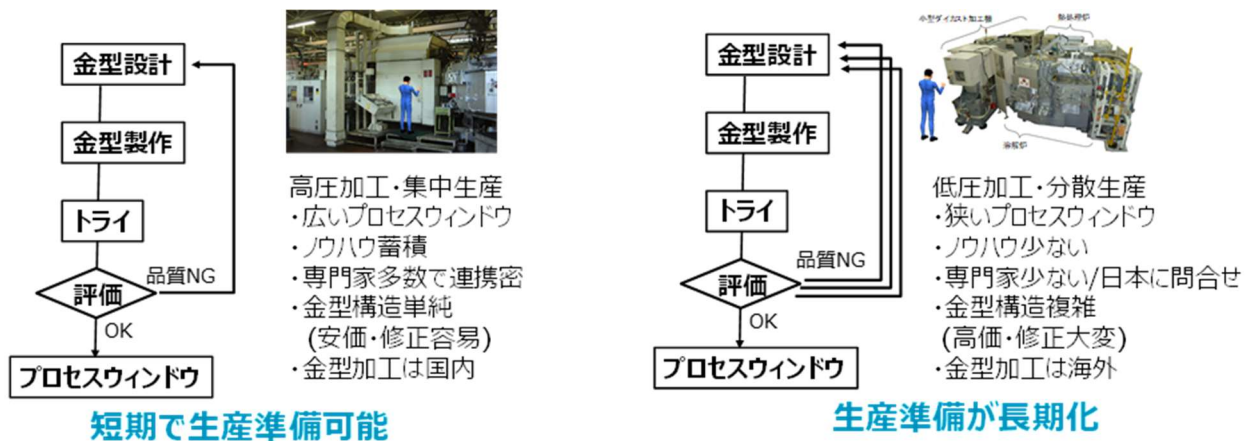 金型設計
金型製作
トライ
評価
品質NG
OK
プロセスウィンドウ
短期で生産準備可能
高圧加工・集中生産
・広いプロセスウィンドウ
・ノウハウ蓄積
・専門家多数で連携密
・金型構造単純
(安価・修正容易)
・金型加工は国内
金型設計
金型製作
トライ
評価
品質NG
OK
プロセスウィンドウ
生産準備が長期化
小型ダイカスト加工機
溶解炉
低圧加工・分散生産
・狭いプロセスウィンドウ
・ノウハウ少ない
・専門家少ない/日本に問合せ
・金型構造複雑
(高価・修正大変)
・金型加工は海外